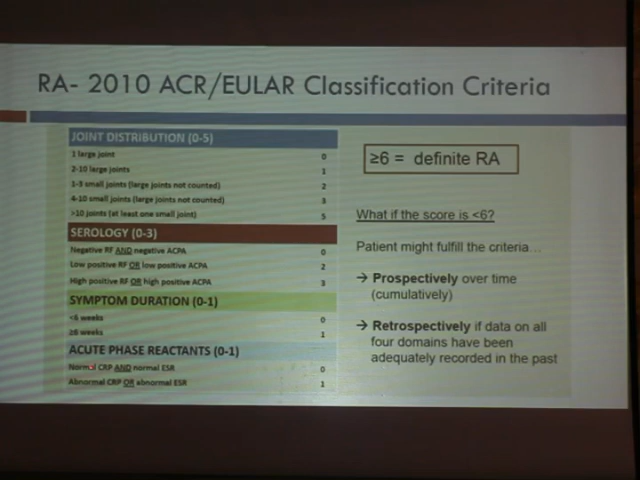 RA- 2010 ACR/EULAR Classification Criteria
JOINT DISTRIBUTION (0-5)
1 large joint 0
2-10 large joints 1
1-3 small joints (large joints not counted) 2
4-10 small joints (large joints not counted) 3
>10 joints (at least one small joint) 5
SEROLOGY (0-3)
Negative RF AND negative ACPA 0
Low positive RF OR low positive ACPA 2
High positive RF OR high positive ACPA 3
SYMPTOM DURATION (0-1)
<6 weeks 0
≥6 weeks 1
ACUTE PHASE REACTANTS (0-1)
Normal CRP AND normal ESR 0
Abnormal CRP OR abnormal ESR 1
≥6 = definite RA
What if the score is <6?
Patient might fulfill the criteria...
→ Prospectively over time
(cumulatively)
→ Retrospectively if data on all
four domains have been
adequately recorded in the past